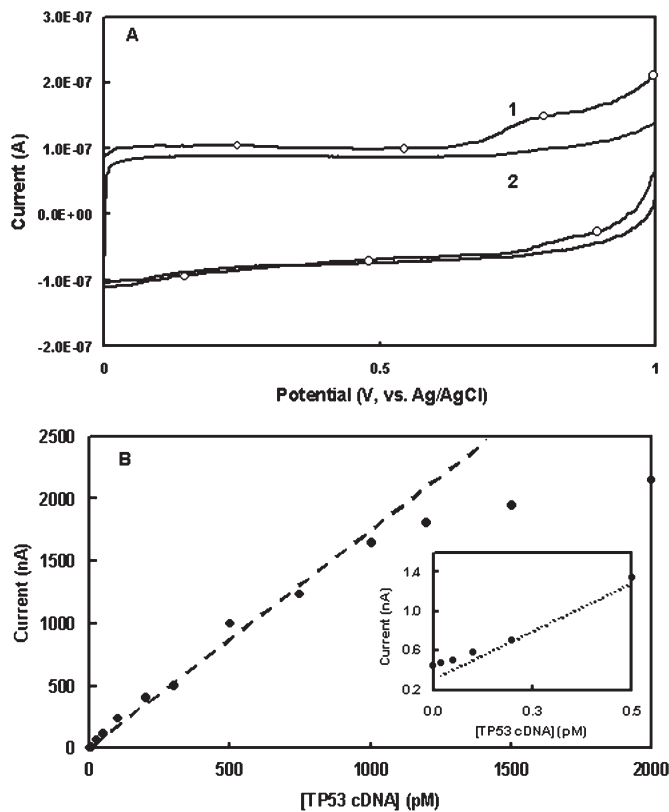 A
3.0E-07
2.0E-07
1.0E-07
0.0E+00
-1.0E-07
-2.0E-07
Current (A)
1
2
0
0.5
1
Potential (V, vs. Ag/AgCl)
B
2500
2000
1500
1000
500
0
Current (nA)
1.4
1.0
0.6
0.2
Current (nA)
0.0
0.3
0.5
[TP53 cDNA] (pM)
0
500
1000
1500
2000
[TP53 cDNA] (pM)